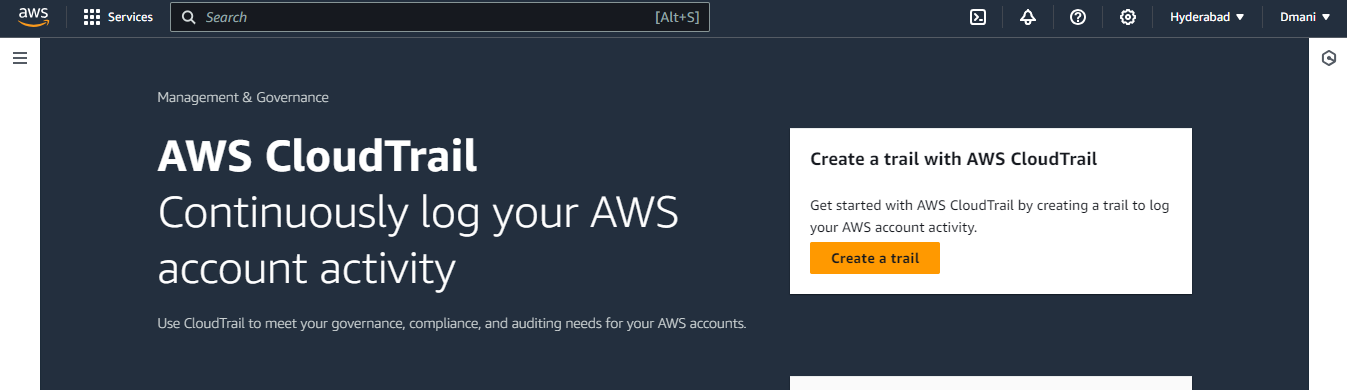 aws
Services
Search
[Alt+S]
Hyderabad
Dmani
Management & Governance
AWS CloudTrail
Continuously log your AWS
account activity
Use CloudTrail to meet your governance, compliance, and auditing needs for your AWS accounts.
Create a trail with AWS CloudTrail
Get started with AWS CloudTrail by creating a trail to log
your AWS account activity.
Create a trail